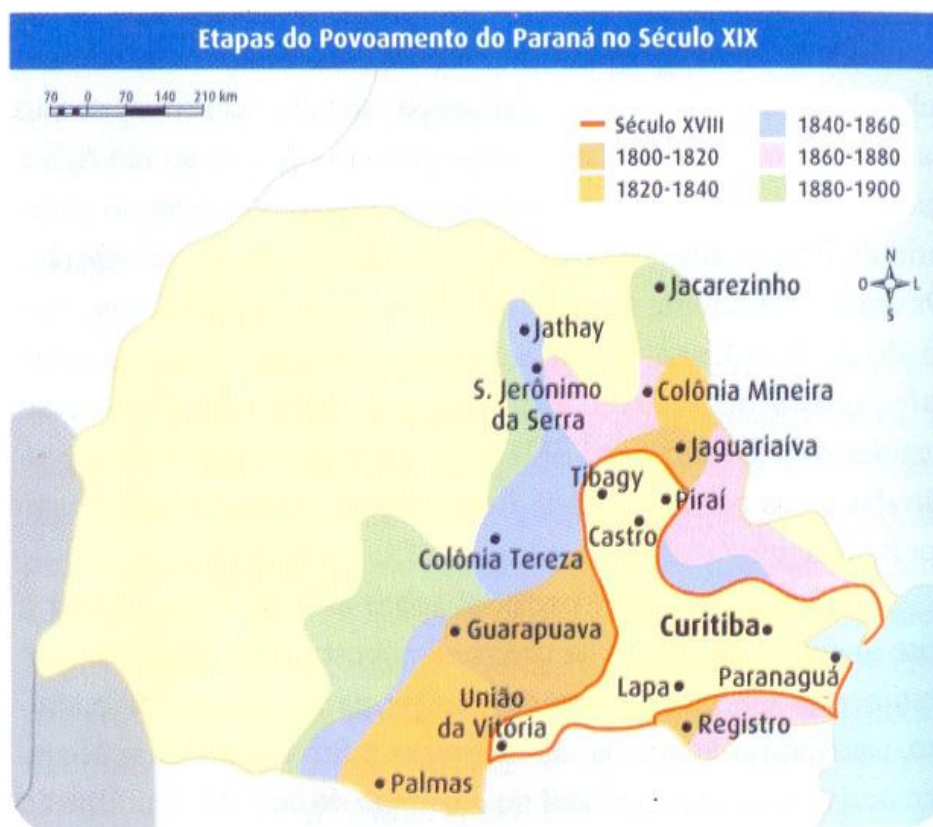 Etapas do Povoamento do Paraná no Século XIX
70 0 70 140 210 km
Século XVIII
1800-1820
1820-1840
1840-1860
1860-1880
1880-1900
N
O L
S
Jacarezinho
Jathay
S. Jerônimo
da Serra
Colônia Mineira
Jaguariaíva
Tibagy
Piraí
Castro
Colônia Tereza
Guarapuava
Curitiba
Paranaguá
Lapa
União
da Vitória
Registro
Palmas